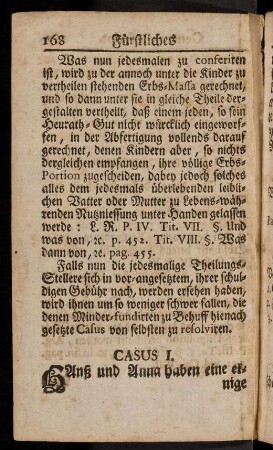 168 Fürstliches
Was nun jedesmalen zu conferiren
ist, wird zu der annoch unter die Kinder zu
vertheilen stehenden Erbs-Massa gerechnet,
und so dann unter sie in gleiche Theile der-
gestalten vertheilt, daß einem jeden, so sein
Heurath-Gut nicht würcklich eingeworf-
fen, in der Abfertigung vollends darauf
gerechnet, denen Kindern aber, so nichts
dergleichen empfangen, ihre völlige Erbs-
Portion zugescheiden, dabey jedoch solches
alles dem jedesmals überlebenden leibli-
chen Vatter oder Mutter zu Lebens-wäh-
renden Nutzniessung unter Handen gelassen
werde: L. R. P. IV. Tit. VII. §. Und
was von, ꝛc. p. 452. Tit. VIII. §. Was
dann von, ꝛc. pag. 455.
Falls nun die jedesmalige Theilungs-
Stellere sich in vor-angesetztem, ihrer schul-
digen Gebühr nach, werden ersehen haben,
wird ihnen um so weniger schwer fallen, die
denen Minder-fundirten zu Behuff hienach
gesetzte Casus von selbsten zu resolviren.
CASUS I.
Hanß und Anna haben eine ei-
nige